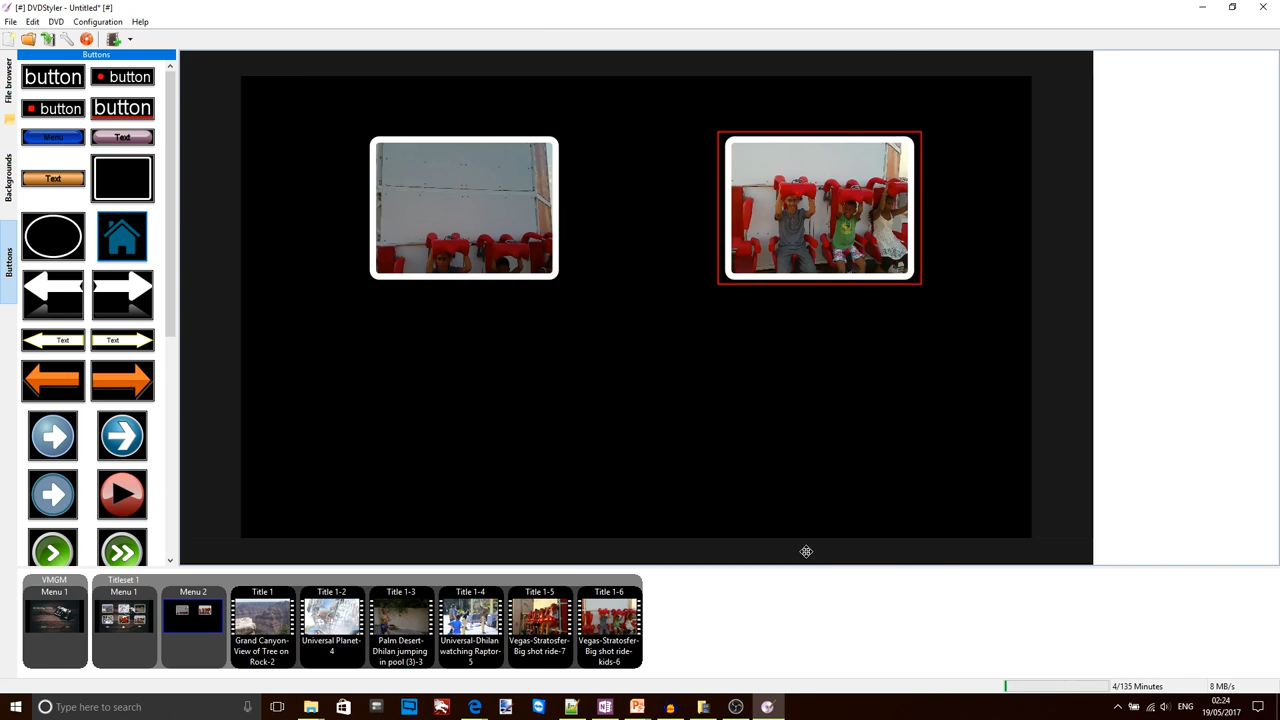 [#] DVDStyler - Untitled* [#]
File Edit DVD Configuration Help
File browser
Backgrounds
Buttons
Buttons
button button
button button
Menu Text
Text
Text Text
VMGM Titleset 1
Menu 1 Menu 1 Menu 2 Title 1 Title 1-2 Title 1-3 Title 1-4 Title 1-5 Title 1-6
Grand Canyon-
View of Tree on
Rock-2
Universal Planet-
4
Palm Desert-
Dhilan jumping
in pool (3)-3
Universal-Dhilan
watching Raptor-
5
Vegas-Stratosfer-
Big shot ride-7
Vegas-Stratosfer-
Big shot ride-
kids-6
4/135 Minutes 8 MB/s
Type here to search
ENG
02:24
19/05/2017